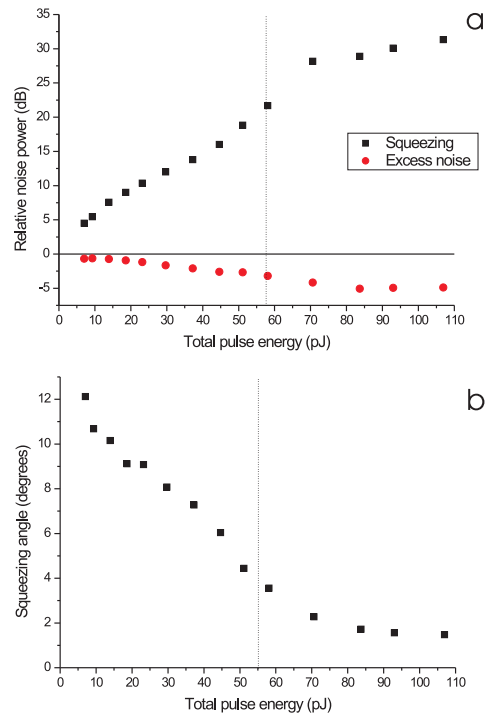 a
35
30
25
20
15
10
5
0
-5
Relative noise power (dB)
Squeezing
Excess noise
0 10 20 30 40 50 60 70 80 90 100 110
Total pulse energy (pJ)
b
12
10
8
6
4
2
0
Squeezing angle (degrees)
0 10 20 30 40 50 60 70 80 90 100 110
Total pulse energy (pJ)